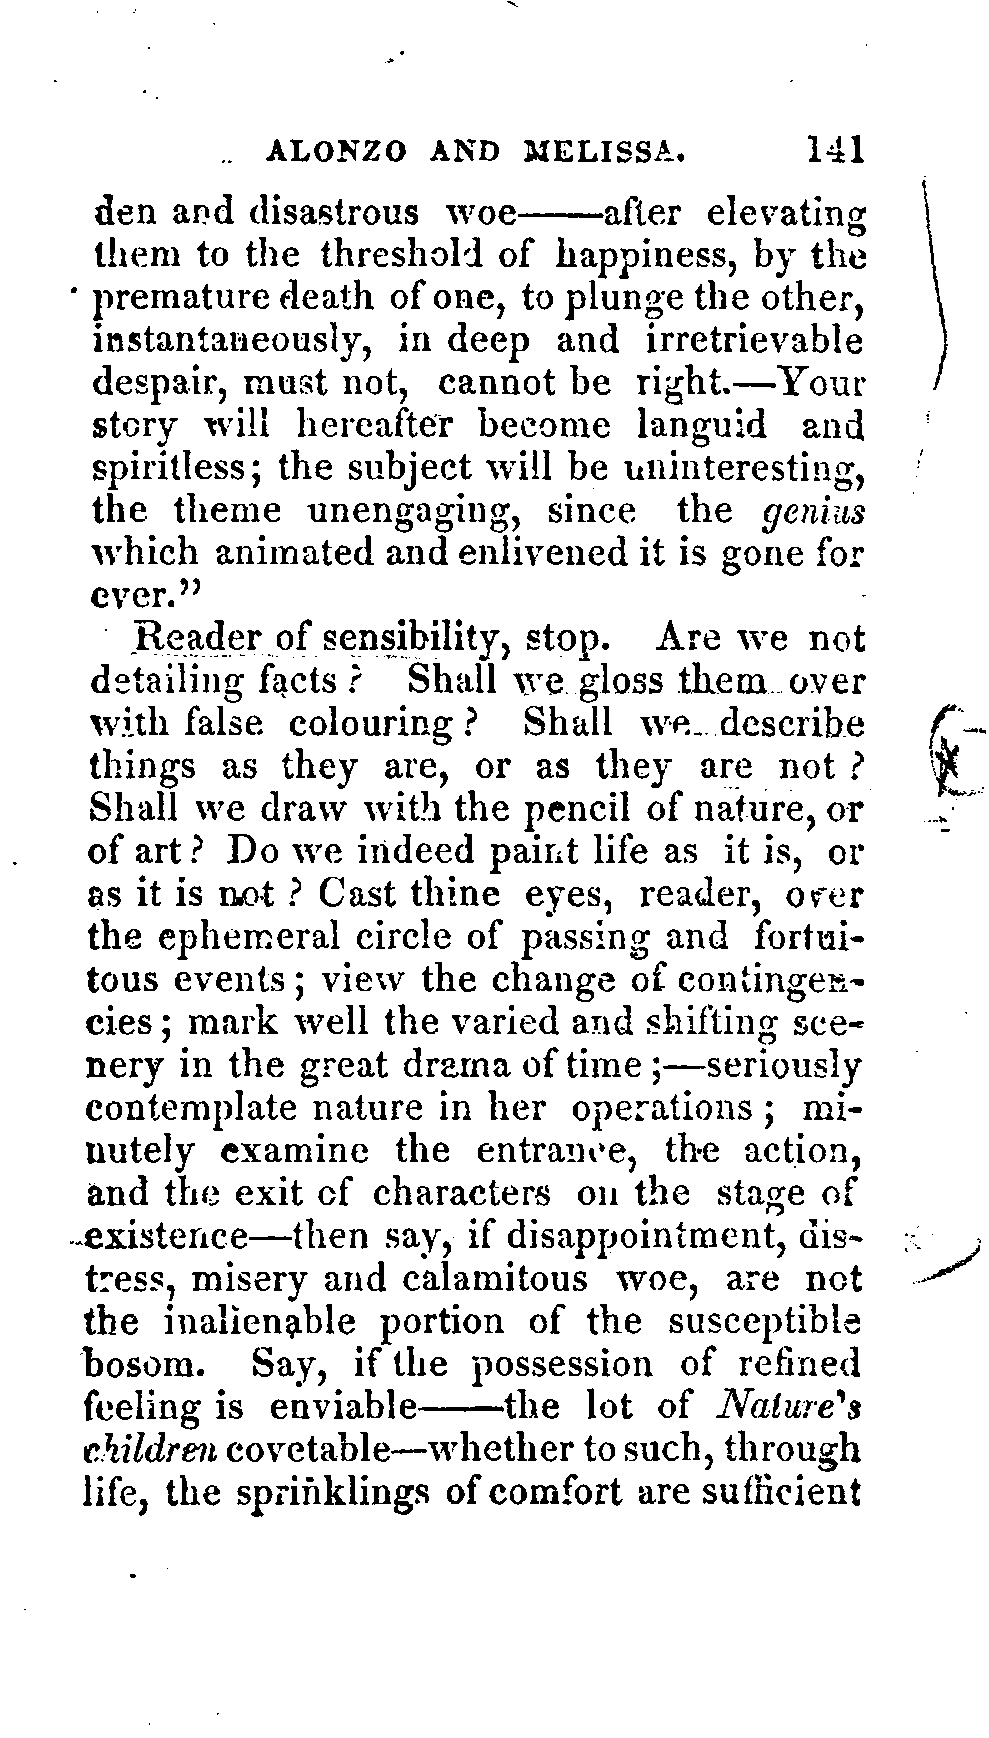 ALONZO AND MELISSA. 141
den and disastrous woe——after elevating
them to the threshold of happiness, by the
premature death of one, to plunge the other,
instantaneously, in deep and irretrievable
despair, must not, cannot be right.—Your
story will hereafter become languid and
spiritless; the subject will be uninteresting,
the theme unengaging, since the genius
which animated and enlivened it is gone for
ever."
Reader of sensibility, stop. Are we not
detailing facts? Shall we gloss them over
with false colouring? Shall we describe
things as they are, or as they are not?
Shall we draw with the pencil of nature, or
of art? Do we indeed paint life as it is, or
as it is not? Cast thine eyes, reader, over
the ephemeral circle of passing and fortui-
tous events; view the change of contingen-
cies; mark well the varied and shifting sce-
nery in the great drama of time;—seriously
contemplate nature in her operations; mi-
nutely examine the entrance, the action,
and the exit of characters on the stage of
existence—then say, if disappointment, dis-
tress, misery and calamitous woe, are not
the inalienable portion of the susceptible
bosom. Say, if the possession of refined
feeling is enviable——the lot of Nature's
children covetable—whether to such, through
life, the sprinklings of comfort are sufficient